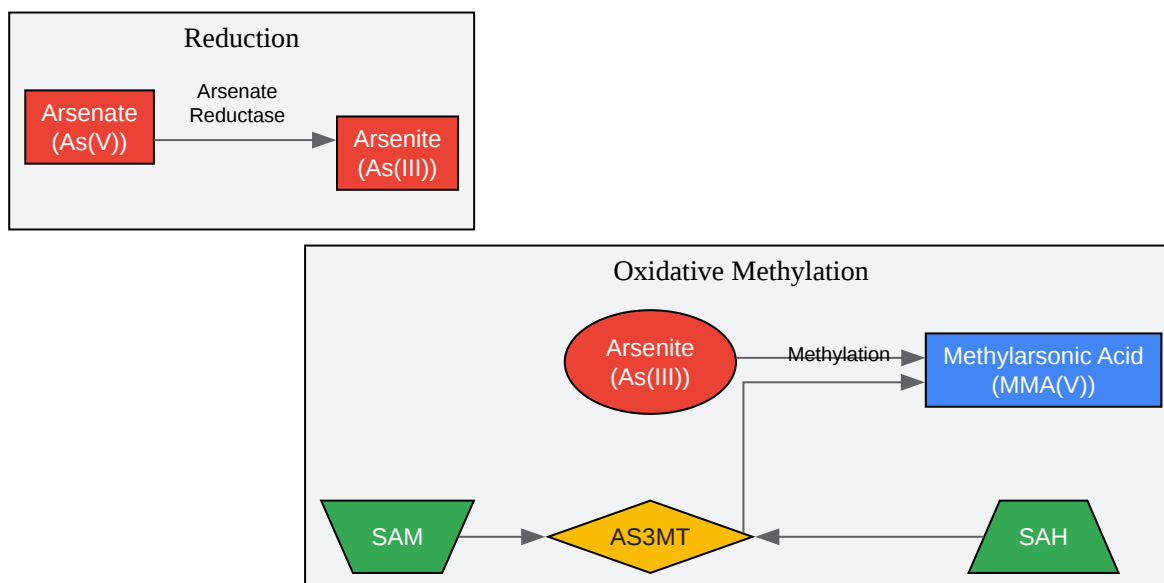 Reduction
Arsenate
(As(V))
Arsenate
Reductase
Arsenite
(As(III))
Oxidative Methylation
Arsenite
(As(III))
Methylation
Methylarsonic Acid
(MMA(V))
SAM
AS3MT
SAH